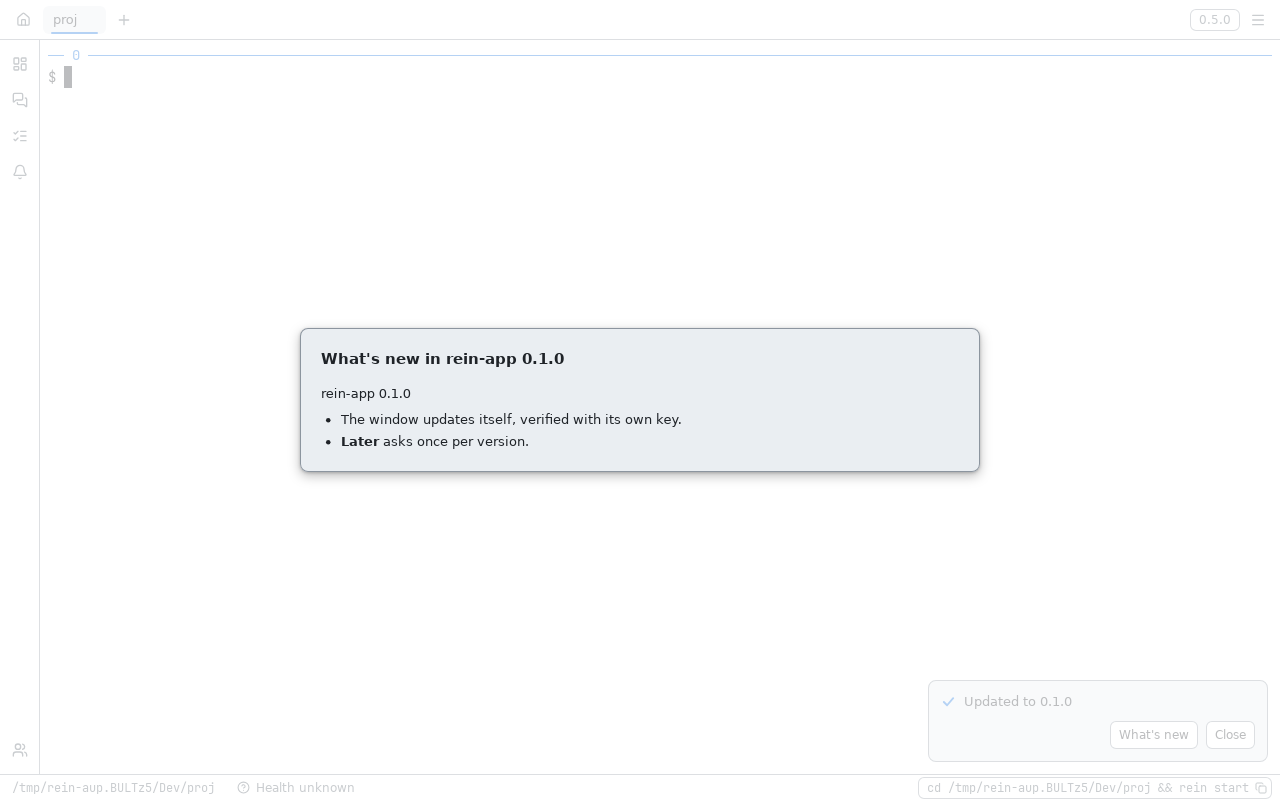 proj
0.5.0
0
$
What's new in rein-app 0.1.0
rein-app 0.1.0
• The window updates itself, verified with its own key.
• Later asks once per version.
Updated to 0.1.0
What's new
Close
/tmp/rein-aup.BULTz5/Dev/proj
Health unknown
cd /tmp/rein-aup.BULTz5/Dev/proj && rein start